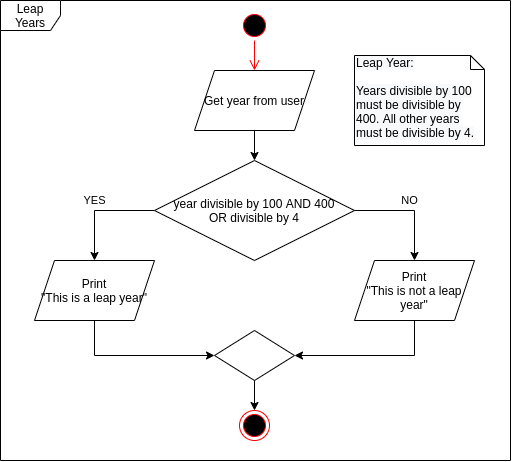 Leap
Years
Get year from user
Leap Year:
Years divisible by 100
must be divisible by
400. All other years
must be divisible by 4.
year divisible by 100 AND 400
OR divisible by 4
YES
NO
Print
"This is a leap year"
Print
"This is not a leap
year"